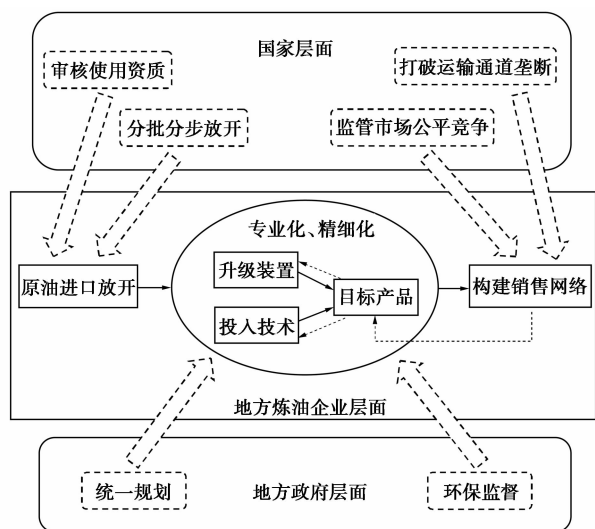 国家层面
审核使用资质
打破运输通道垄断
分批分步放开
监管市场公平竞争
专业化、精细化
升级装置
原油进口放开
目标产品
构建销售网络
投入技术
地方炼油企业层面
统一规划
地方政府层面
环保监督